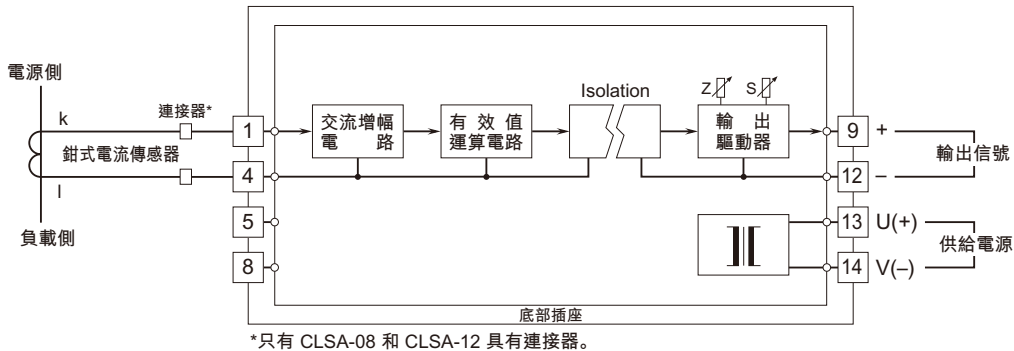 電源側
k
連接器*
鉗式電流傳感器
l
負載側
1
4
5
8
交流增幅
電路
有效值
運算電路
Isolation
Z
S
輸出
驅動器
9
+
12
–
輸出信號
13
U(+)
14
V(–)
供給電源
底部插座
*只有 CLSA-08 和 CLSA-12 具有連接器。